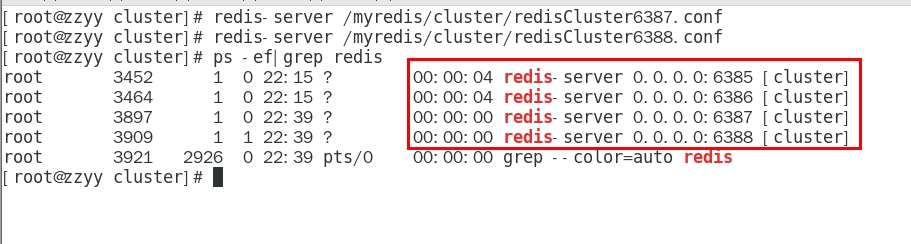 [root@zzyy cluster]# redis-server /myredis/cluster/redisCluster6387.conf
[root@zzyy cluster]# redis-server /myredis/cluster/redisCluster6388.conf
[root@zzyy cluster]# ps -ef|grep redis
root 3452 1 0 22:15 ? 00:00:04 redis-server 0.0.0.0:6385 [cluster]
root 3464 1 0 22:15 ? 00:00:04 redis-server 0.0.0.0:6386 [cluster]
root 3897 1 0 22:39 ? 00:00:00 redis-server 0.0.0.0:6387 [cluster]
root 3909 1 1 22:39 ? 00:00:00 redis-server 0.0.0.0:6388 [cluster]
root 3921 2926 0 22:39 pts/0 00:00:00 grep --color=auto redis
[root@zzyy cluster]#